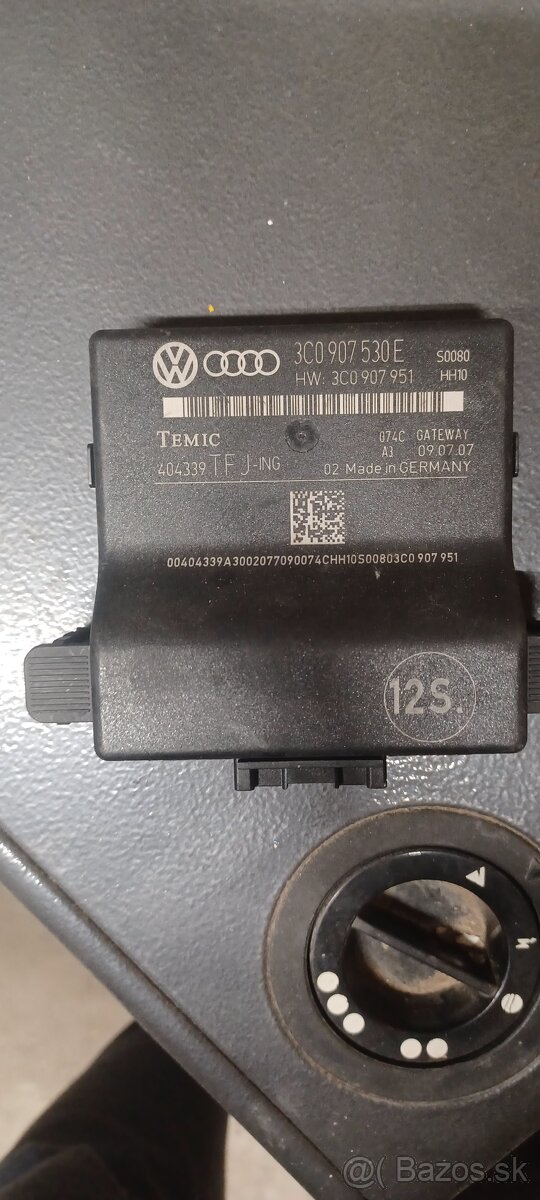 3C0 907 530 E S0080
HW: 3C0 907 951 HH10
TEMIC 074C GATEWAY
A3 09.07.07
404339 TFJ-ING 02 Made in GERMANY
00404339A3002077090074CHH10S00803C0 907 951
12S.
@ Bazos.sk